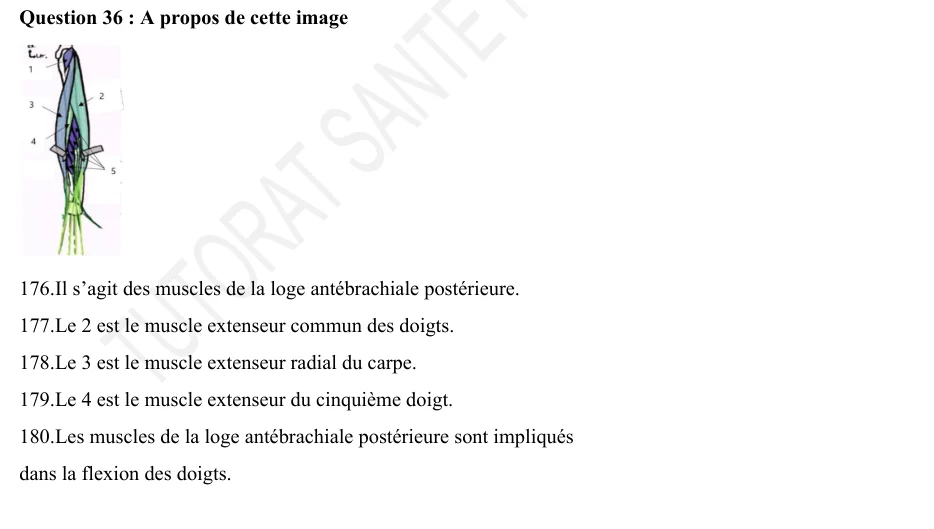 Question 36 : A propos de cette image
1
2
3
4
5
176.Il s’agit des muscles de la loge antébrachiale postérieure.
177.Le 2 est le muscle extenseur commun des doigts.
178.Le 3 est le muscle extenseur radial du carpe.
179.Le 4 est le muscle extenseur du cinquième doigt.
180.Les muscles de la loge antébrachiale postérieure sont impliqués
dans la flexion des doigts.
TUTORAT SANTE